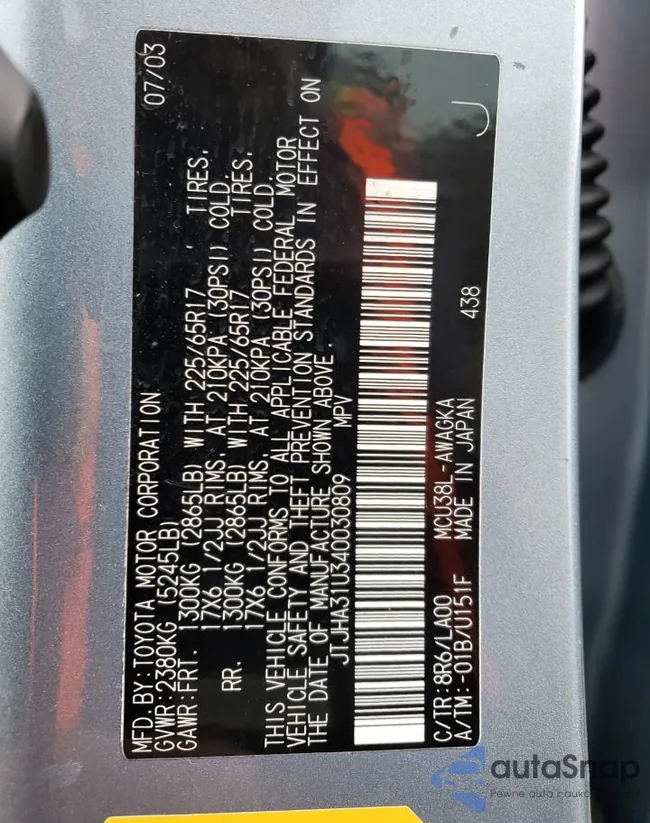 MFD.BY:TOYOTA MOTOR CORPORATION 07/03
GVWR:2380KG (5245LB)
GAWR:FRT. 1300KG (2865LB) WITH 225/65R17 TIRES,
17X6 1/2JJ RIMS, AT 210KPA (30PSI) COLD.
RR. 1300KG (2865LB) WITH 225/65R17 TIRES,
17X6 1/2JJ RIMS, AT 210KPA (30PSI) COLD.
THIS VEHICLE CONFORMS TO ALL APPLICABLE FEDERAL MOTOR
VEHICLE SAFETY AND THEFT PREVENTION STANDARDS IN EFFECT ON
THE DATE OF MANUFACTURE SHOWN ABOVE.
JTJHA31U340030809 MPV
C/TR:8R6/LA00 MCU38L-AWAGKA 438
A/TM:-01B/U151F MADE IN JAPAN J
autaSnap
Pewne auto z aukcji